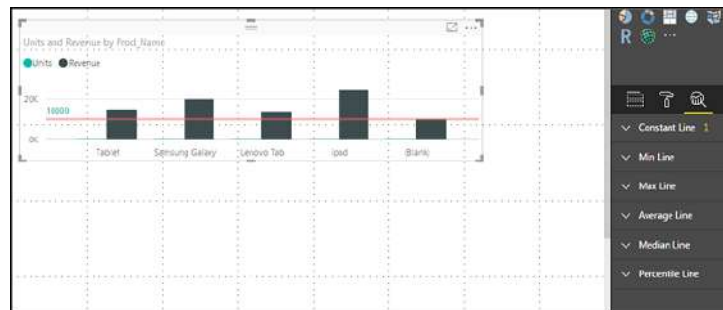 Units and Revenue by Prod_Name
Units Revenue
20K
10000
0K
Tablet Samsung Galaxy Lenovo Tab Ipad Blank
R
Constant Line 1
Min Line
Max Line
Average Line
Median Line
Percentile Line